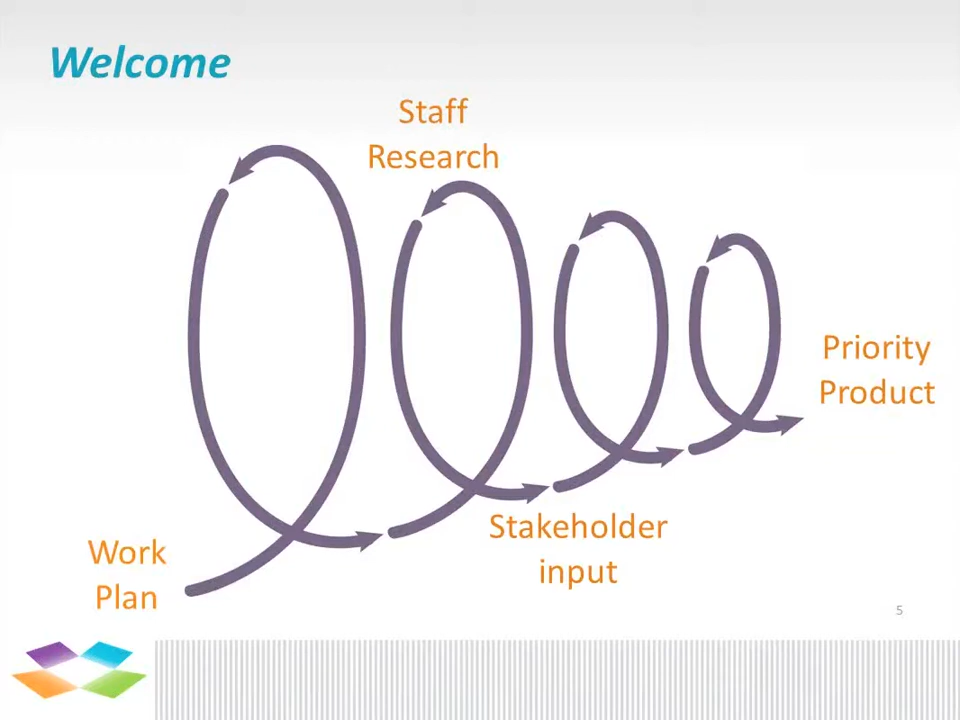 Welcome
Staff
Research
Priority
Product
Stakeholder
input
Work
Plan
5